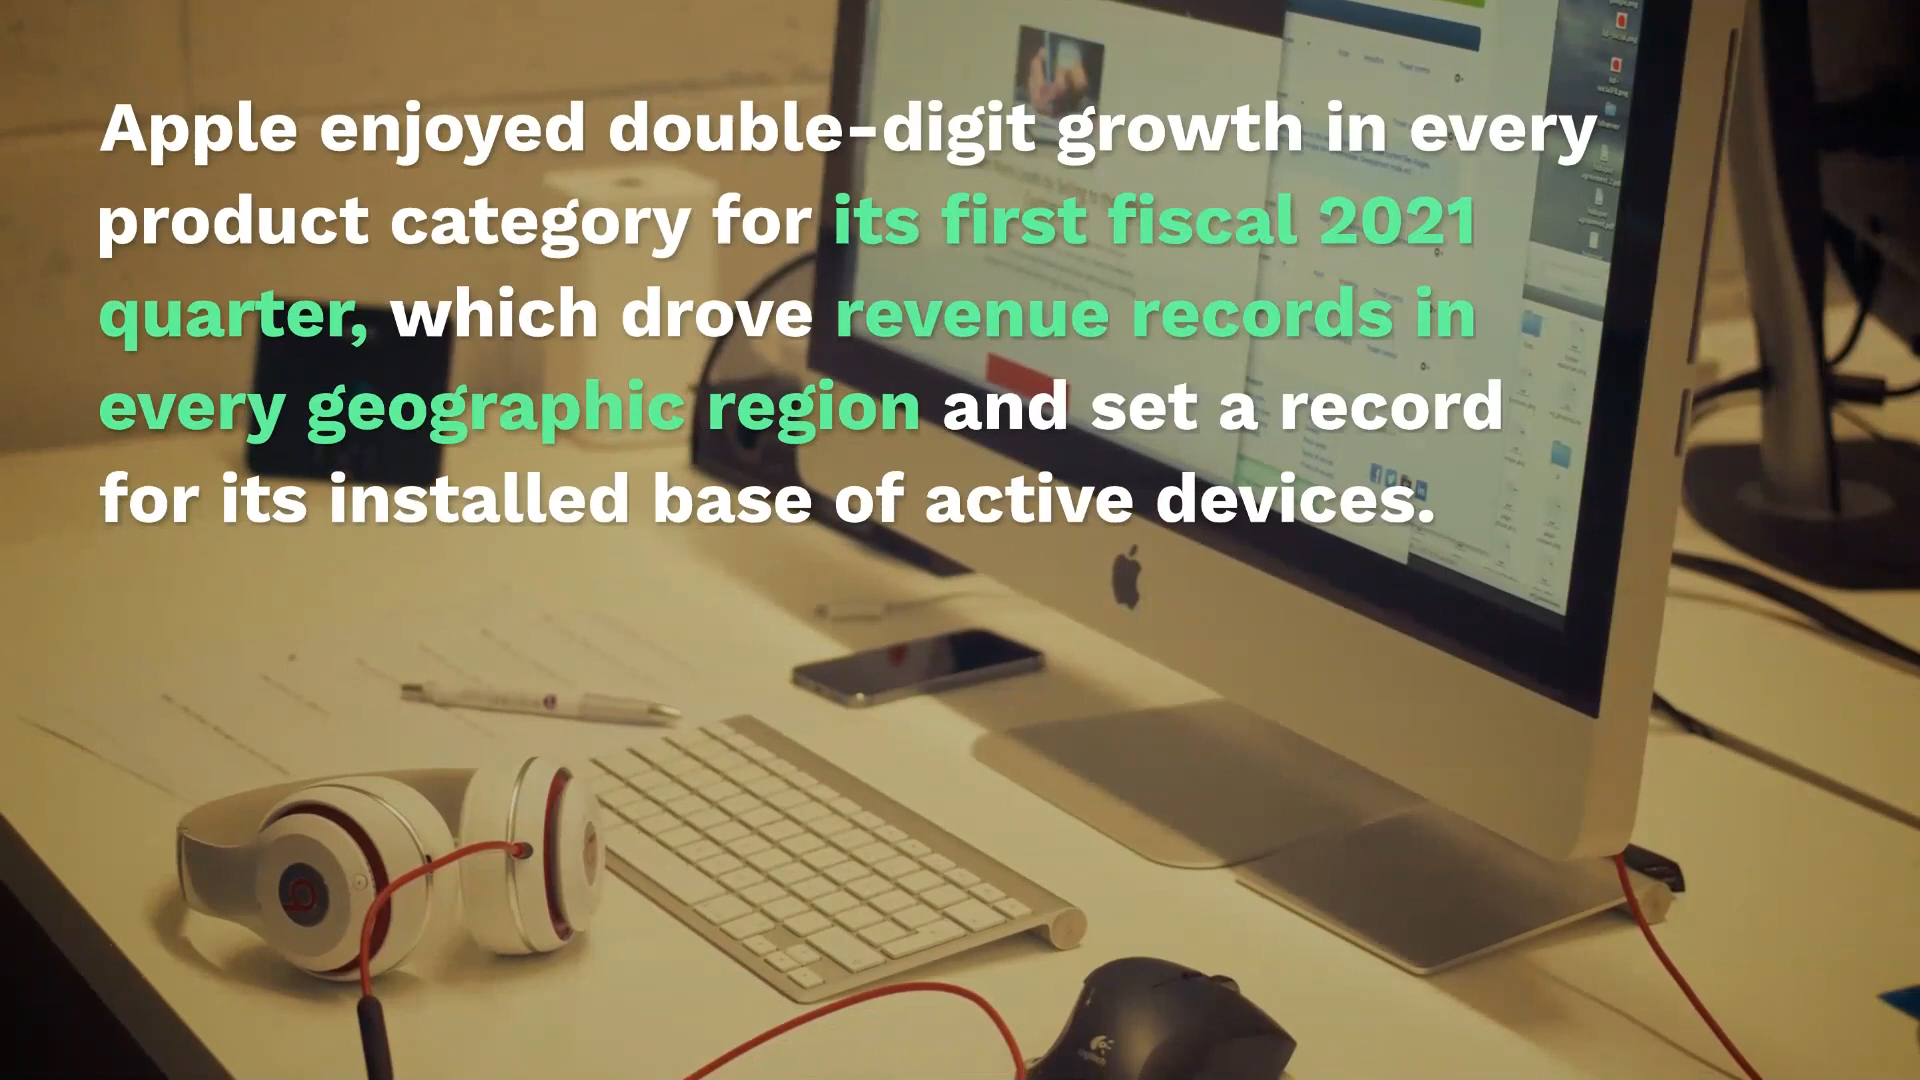 Apple enjoyed double-digit growth in every
product category for its first fiscal 2021
quarter, which drove revenue records in
every geographic region and set a record
for its installed base of active devices.